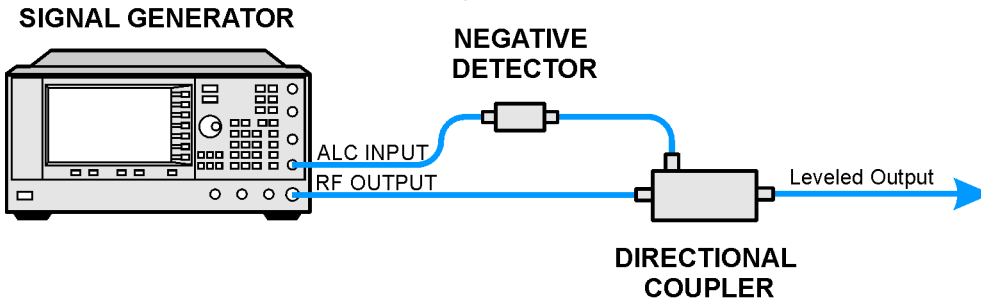 SIGNAL GENERATOR
NEGATIVE
DETECTOR
ALC INPUT
RF OUTPUT
Leveled Output
DIRECTIONAL
COUPLER